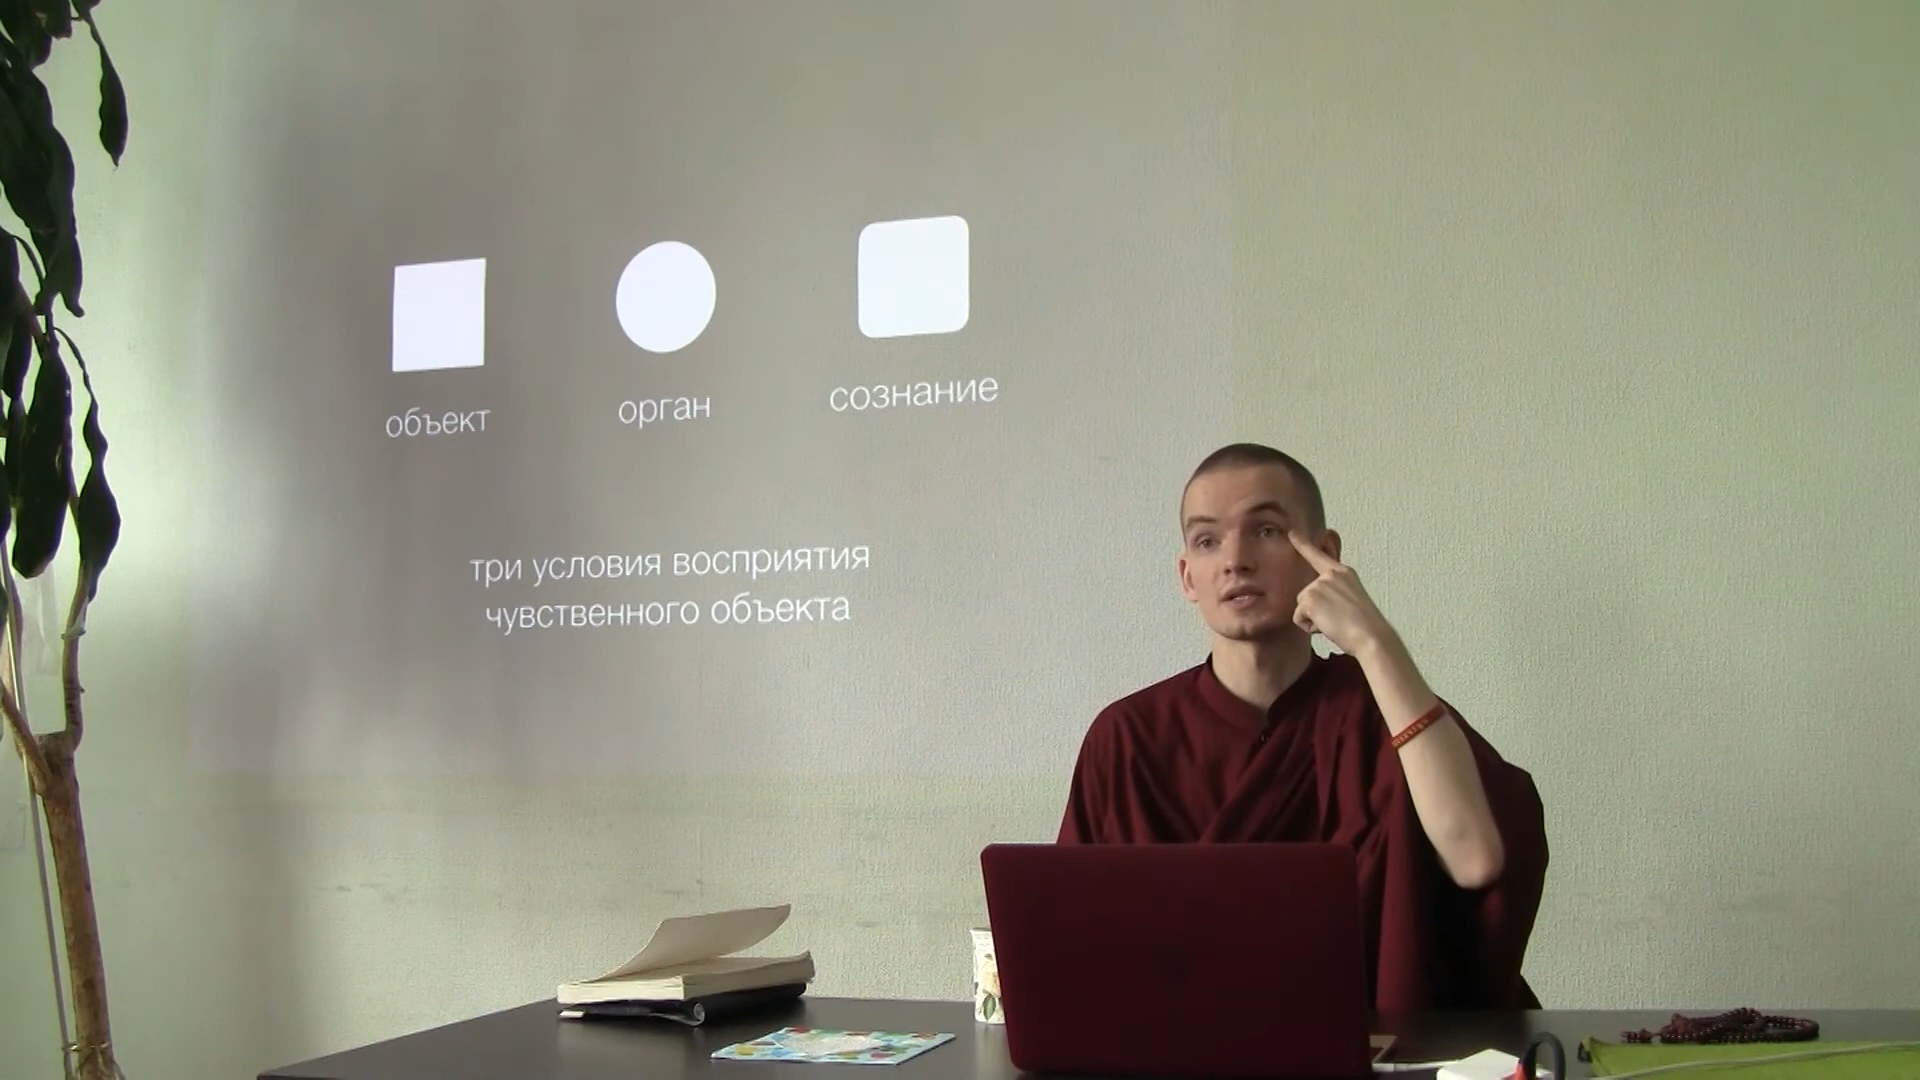 объект
орган
сознание
три условия восприятия
чувственного объекта